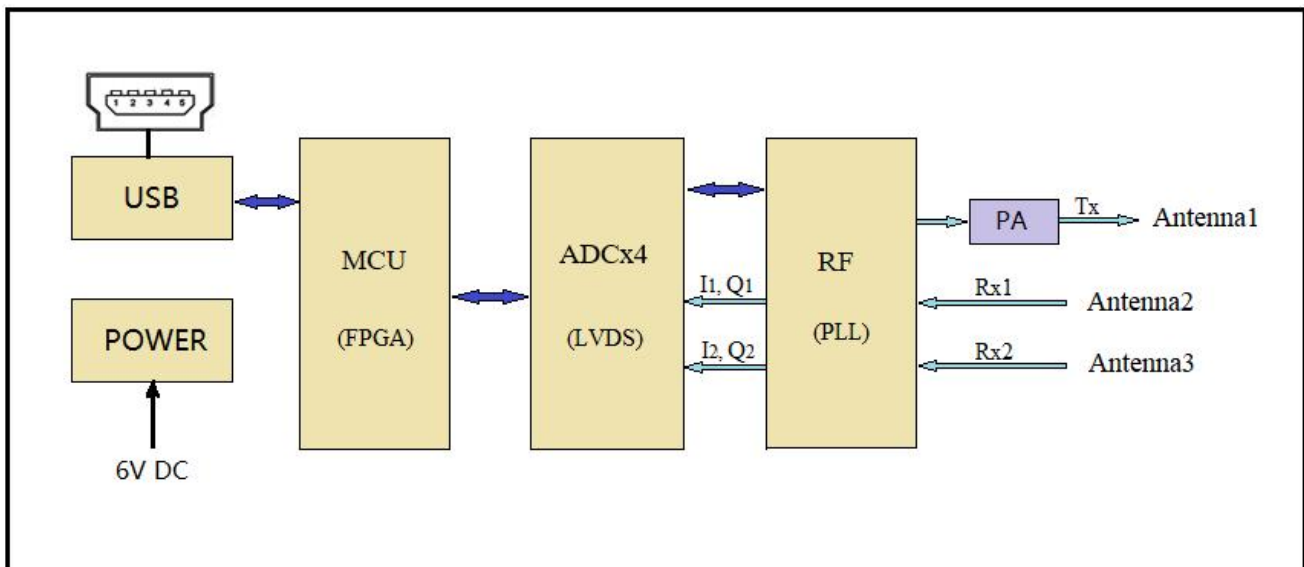 1 2 3 4 5
USB
POWER
6V DC
MCU
(FPGA)
ADCx4
(LVDS)
I1, Q1
I2, Q2
RF
(PLL)
PA
Tx
Antenna1
Rx1
Antenna2
Rx2
Antenna3